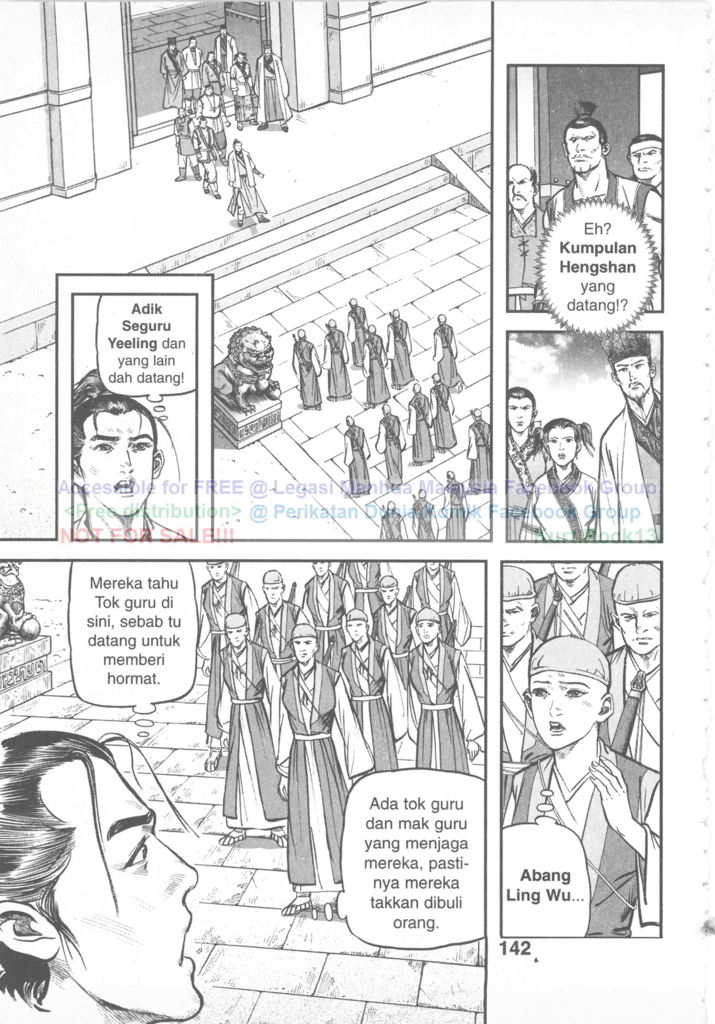 Eh?
Kumpulan
Hengshan
yang
datang!?
Adik
Seguru
Yeeling dan
yang lain
dah datang!
Accessible for FREE @ Legasi Manhua Malaysia Facebook Group
<Free distribution> @ Perikatan Dunia Komik Facebook Group
NOT FOR SALE!!!
Mereka tahu
Tok guru di
sini, sebab tu
datang untuk
memberi
hormat.
Ada tok guru
dan mak guru
yang menjaga
mereka, pasti-
nya mereka
takkan dibuli
orang.
Abang
Ling Wu...
142